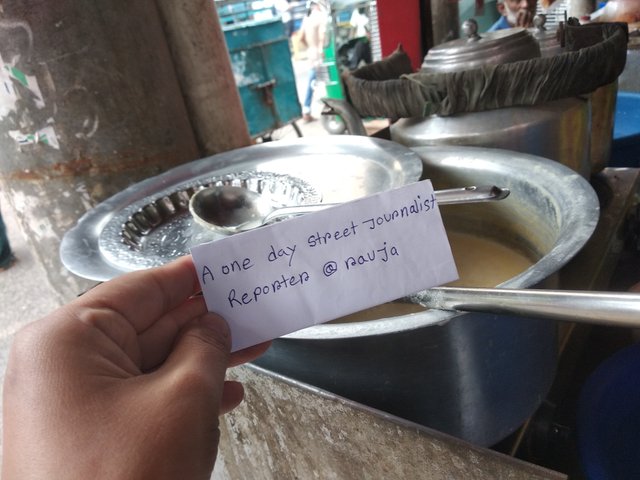 A one day street Journalist
Reporter @ rauja